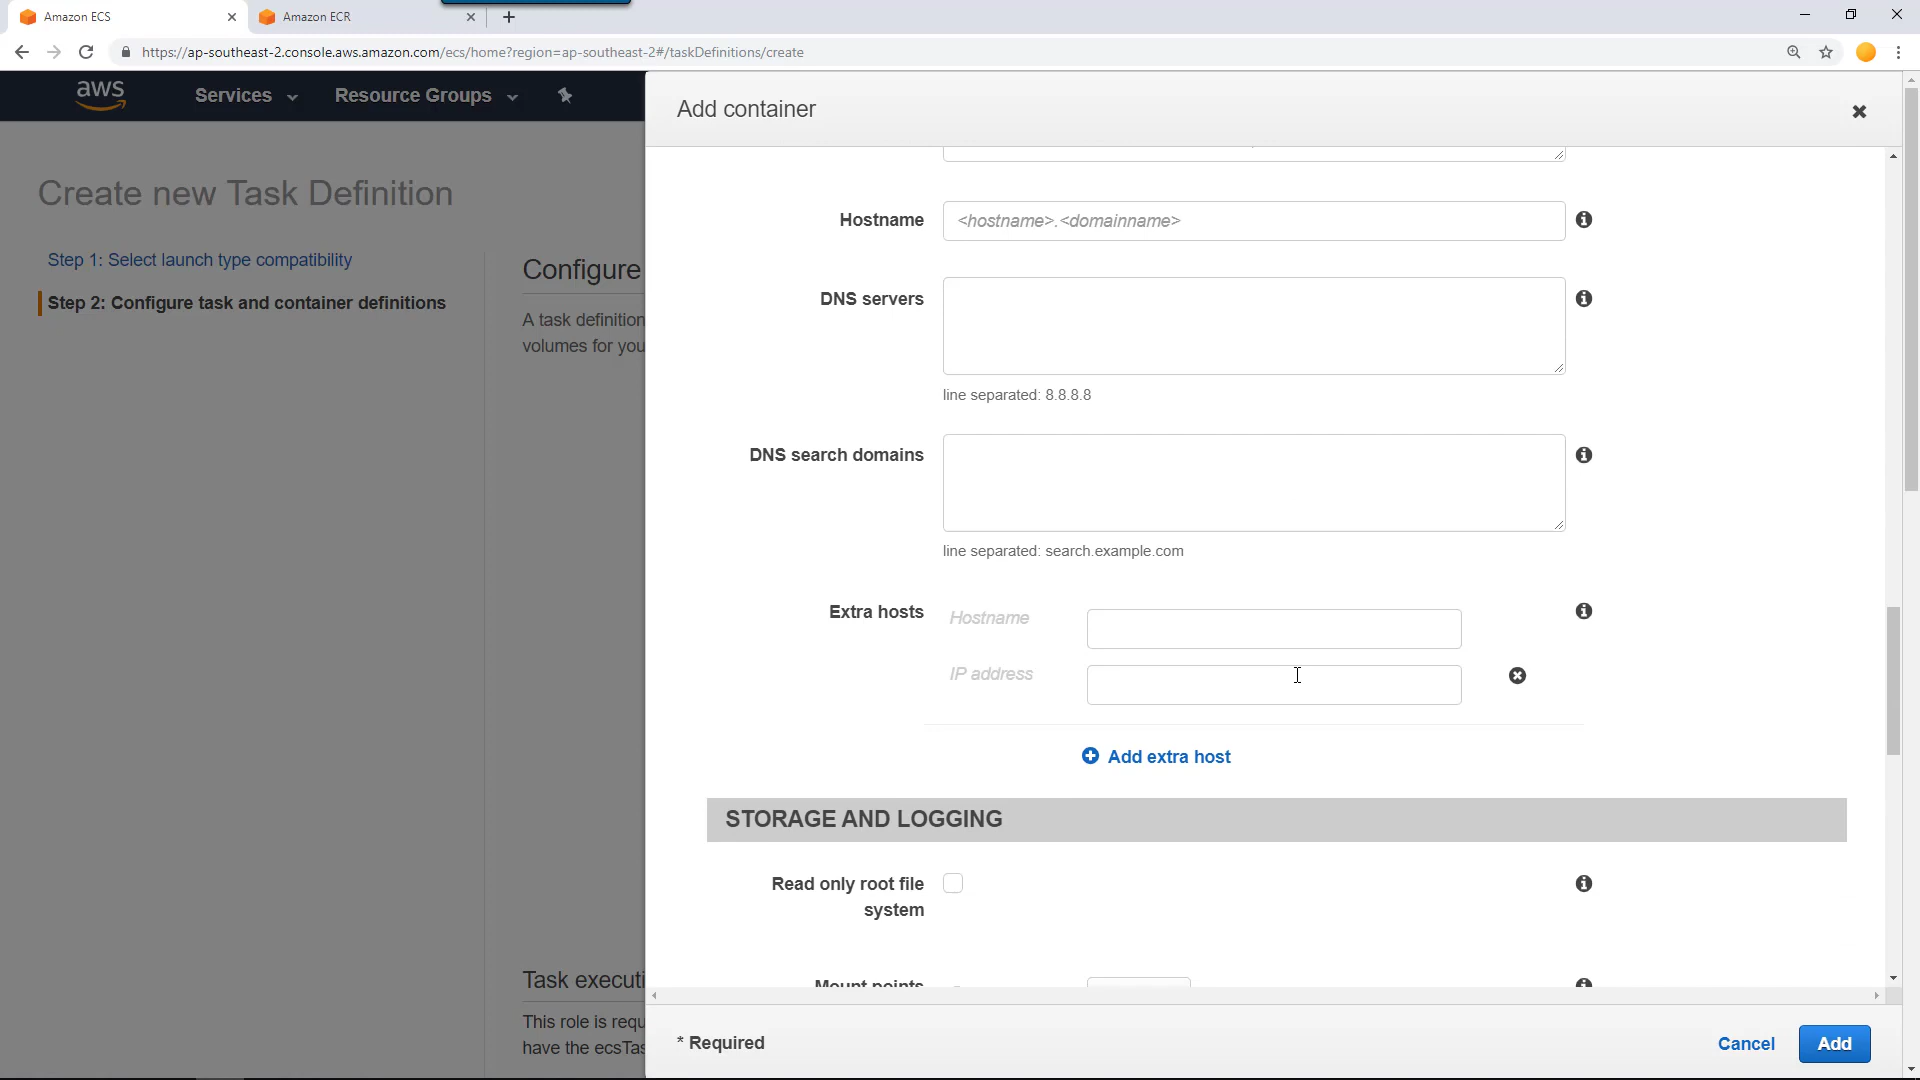 Amazon ECS
Amazon ECR
https://ap-southeast-2.console.aws.amazon.com/ecs/home?region=ap-southeast-2#/taskDefinitions/create
aws
Services
Resource Groups
Add container
Create new Task Definition
Step 1: Select launch type compatibility
Step 2: Configure task and container definitions
Configure
A task definition
volumes for you
Hostname
<hostname>.<domainname>
DNS servers
line separated: 8.8.8.8
DNS search domains
line separated: search.example.com
Extra hosts
Hostname
IP address
Add extra host
STORAGE AND LOGGING
Read only root file
system
Mount points
Task executi
This role is requ
have the ecsTas
* Required
Cancel
Add